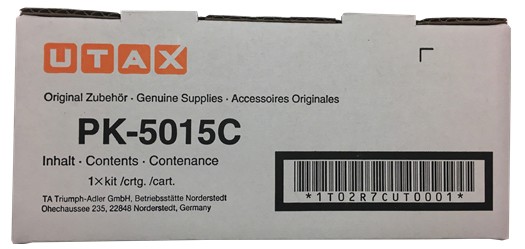 UTAX
Original Zubehör · Genuine Supplies · Accessoires Originales
PK-5015C
Inhalt · Contents · Contenance
1×kit /crtg. /cart.
TA Triumph-Adler GmbH, Betriebsstätte Norderstedt
Ohechaussee 235, 22848 Norderstedt, Germany
*1T02R7CUT0001*